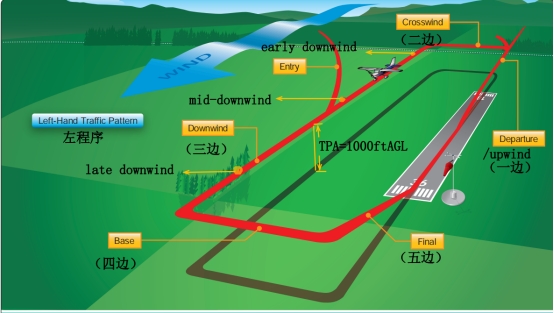 Crosswind
（二边）
early downwind
Entry
WIND
mid-downwind
Left-Hand Traffic Pattern
左程序
Downwind
（三边）
TPA=1000ftAGL
Departure
/upwind
（一边）
late downwind
Base
（四边）
Final
（五边）